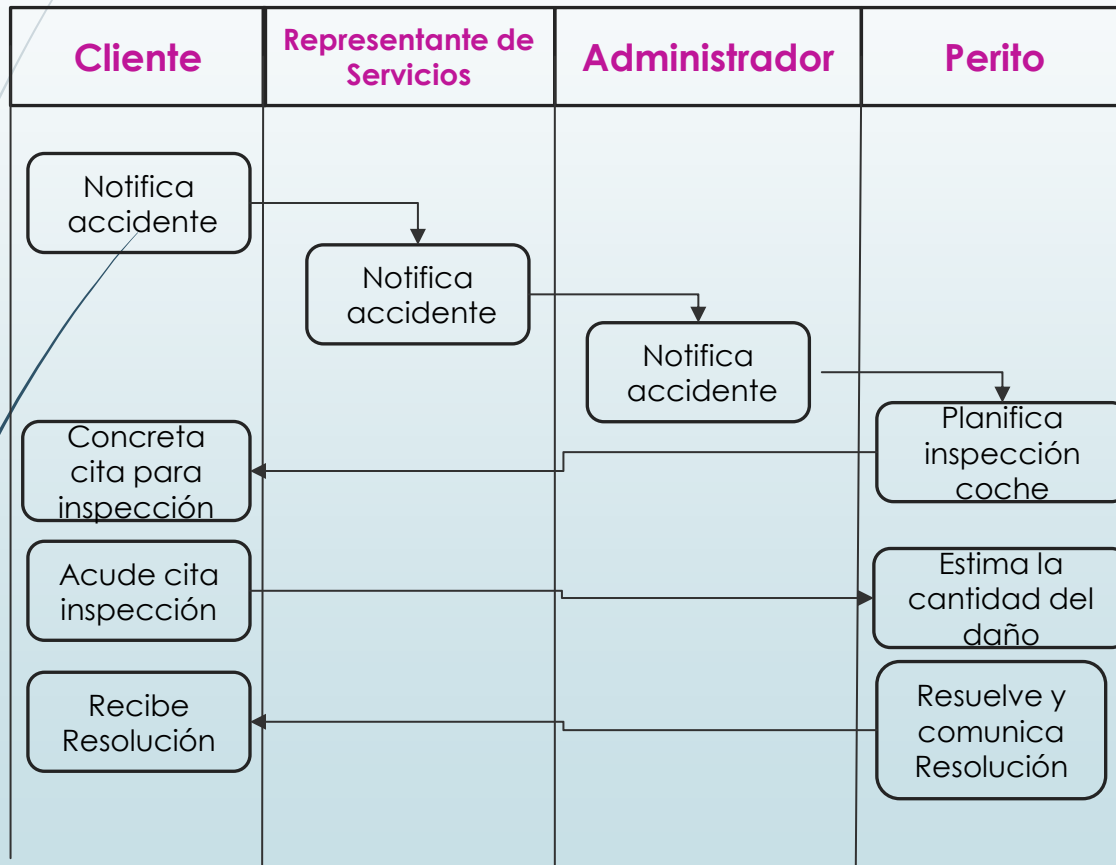 Cliente
Representante de
Servicios
Administrador
Perito
Notifica
accidente
Notifica
accidente
Notifica
accidente
Planifica
inspección
coche
Concreta
cita para
inspección
Acude cita
inspección
Estima la
cantidad del
daño
Resuelve y
comunica
Resolución
Recibe
Resolución